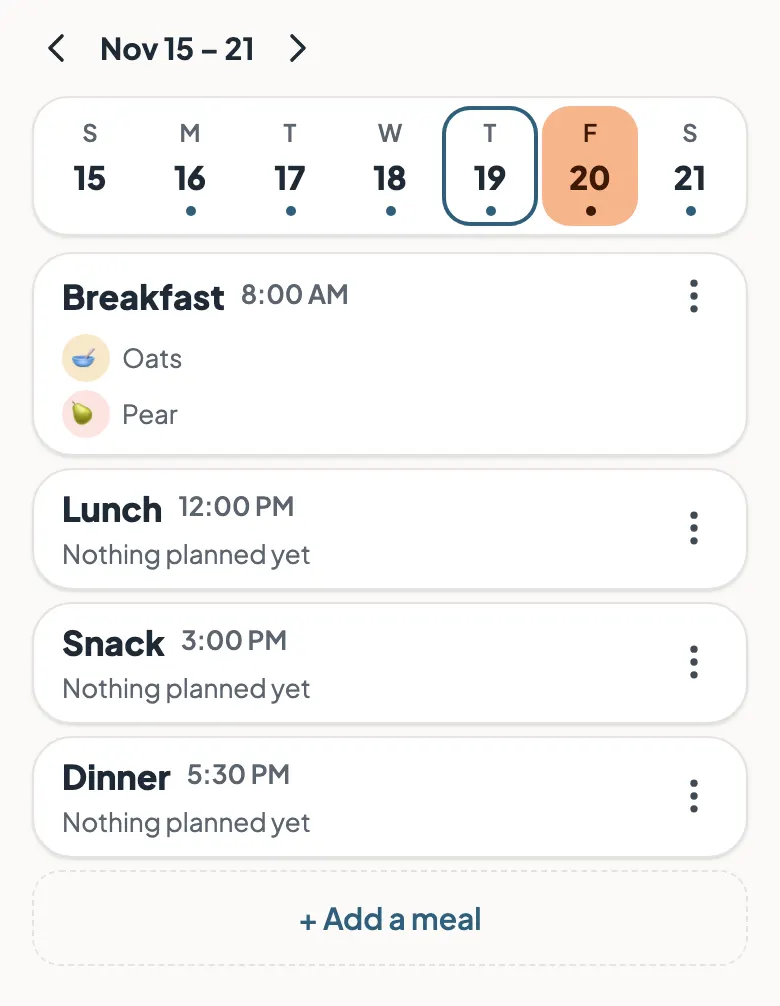 Nov 15 – 21
S M T W T F S
15 16 17 18 19 20 21
Breakfast 8:00 AM
Oats
Pear
Lunch 12:00 PM
Nothing planned yet
Snack 3:00 PM
Nothing planned yet
Dinner 5:30 PM
Nothing planned yet
+ Add a meal